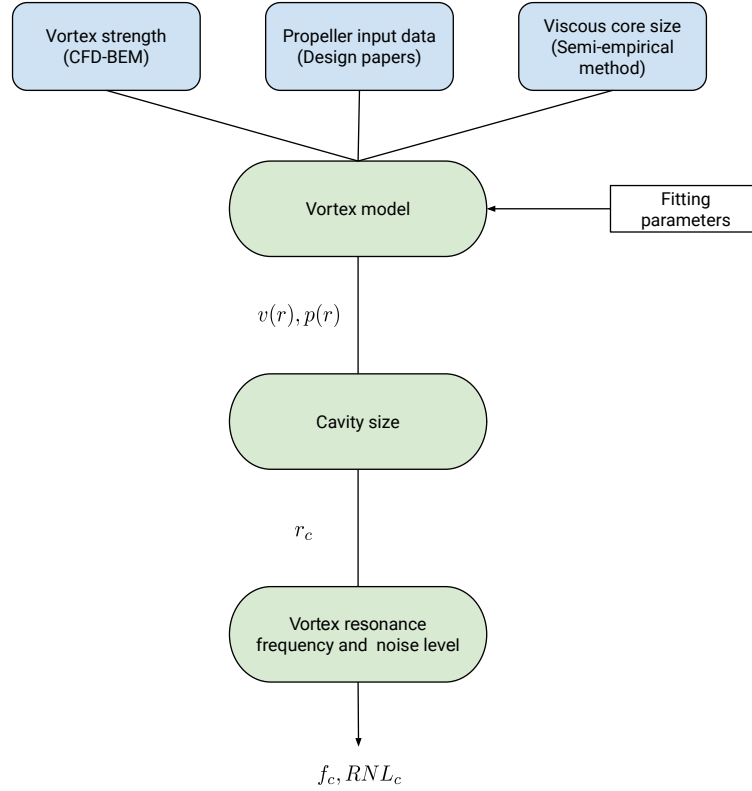 Vortex strength
(CFD-BEM)
Propeller input data
(Design papers)
Viscous core size
(Semi-empirical
method)
Vortex model
Fitting
parameters
v(r), p(r)
Cavity size
r_c
Vortex resonance
frequency and noise level
f_c, RNL_c